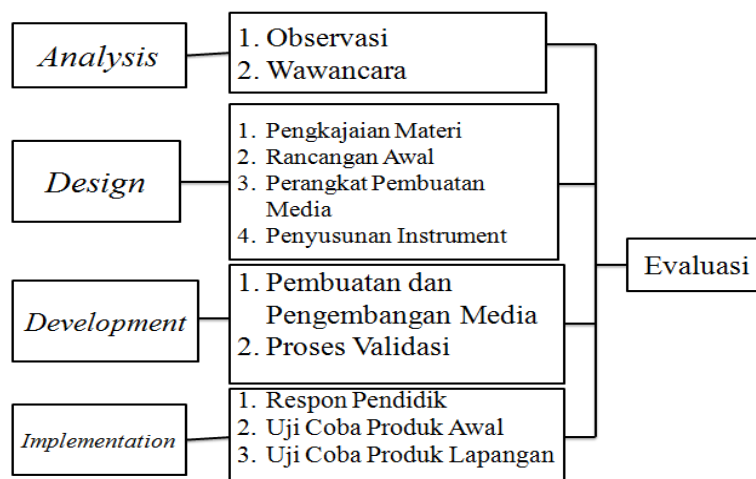 Analysis
1. Observasi
2. Wawancara
Design
1. Pengkajaian Materi
2. Rancangan Awal
3. Perangkat Pembuatan
Media
4. Penyusunan Instrument
Development
1. Pembuatan dan
Pengembangan Media
2. Proses Validasi
Implementation
1. Respon Pendidik
2. Uji Coba Produk Awal
3. Uji Coba Produk Lapangan
Evaluasi